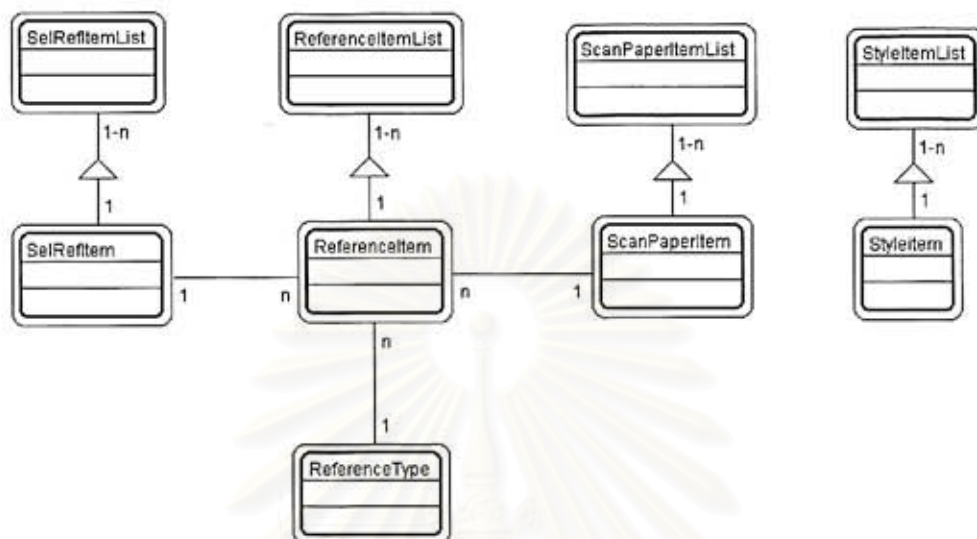 SelRefItemList
ReferenceItemList
ScanPaperItemList
StyleItemList
1-n
1-n
1-n
1-n
1
1
1
1
SelRefItem
ReferenceItem
ScanPaperItem
StyleItem
1
n
n
1
n
1
ReferenceType